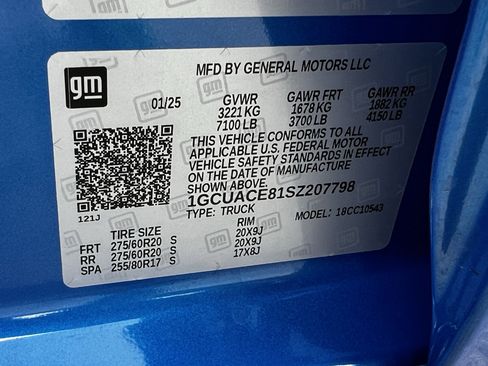 gm
MFD BY GENERAL MOTORS LLC
01/25 GVWR GAWR FRT GAWR RR
3221 KG 1678 KG 1882 KG
7100 LB 3700 LB 4150 LB
THIS VEHICLE CONFORMS TO ALL
APPLICABLE U.S. FEDERAL MOTOR
VEHICLE SAFETY STANDARDS IN EFFECT
ON THE DATE OF MANUFACTURE
SHOWN ABOVE.
1GCUACE81SZ207798
121J TYPE: TRUCK MODEL: 18CC10543
TIRE SIZE RIM
FRT 275/60R20 S 20X9J
RR 275/60R20 S 20X9J
SPA 255/80R17 S 17X8J